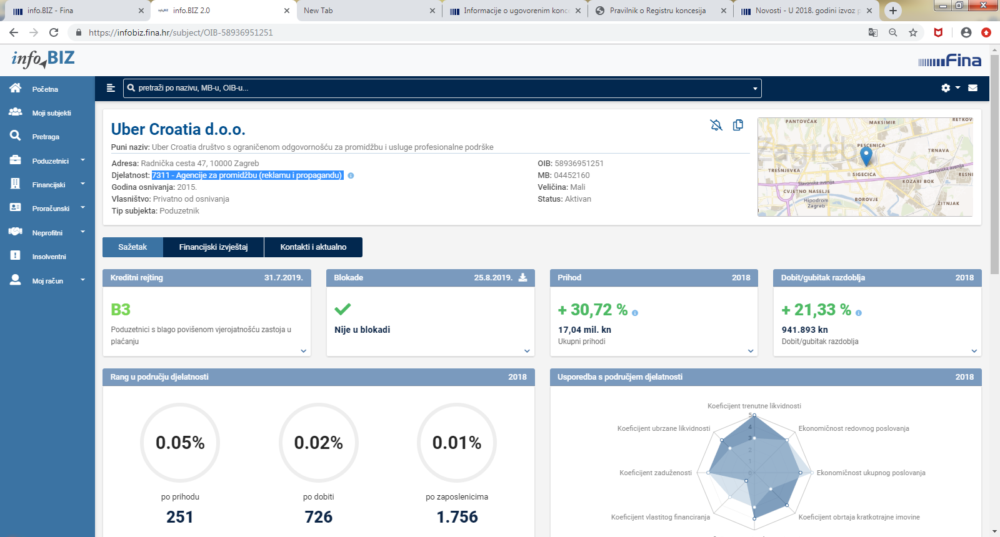 info.BIZ - Fina
info.BIZ 2.0
New Tab
Informacije o ugovorenim konce
Pravilnik o Registru koncesija
Novosti - U 2018. godini izvoz p
https://infobiz.fina.hr/subject/OIB-58936951251
info.BIZ
Fina
Početna
Moji subjekti
Pretraga
Poduzetnici
Financijski
Proračunski
Neprofitni
Insolventni
Moj račun
pretraži po nazivu, MB-u, OIB-u...
Uber Croatia d.o.o.
Puni naziv: Uber Croatia društvo s ograničenom odgovornošću za promidžbu i usluge profesionalne podrške
Adresa: Radnička cesta 47, 10000 Zagreb
Djelatnost: 7311 - Agencije za promidžbu (reklamu i propagandu)
Godina osnivanja: 2015.
Vlasništvo: Privatno od osnivanja
Tip subjekta: Poduzetnik
OIB: 58936951251
MB: 04452160
Veličina: Mali
Status: Aktivan
PANTOVČAK
MAKSIMIR
RETKOV
Zagreb
PESCENICA
TRNAVA
TREŠNJEVKA
SIGECICA
Slavonska avenija
RESNI
Slavonska avenija
KOZARI BOK
CVJETNO NASELJE
Hipodrom
Zagreb
BOROVJE
ŽITNJAK
Sažetak
Financijski izvještaj
Kontakti i aktualno
Kreditni rejting 31.7.2019.
B3
Poduzetnici s blago povišenom vjerojatnošću zastoja u
plaćanju
Blokade 25.8.2019.
Nije u blokadi
Prihod 2018
+ 30,72 %
17,04 mil. kn
Ukupni prihodi
Dobit/gubitak razdoblja 2018
+ 21,33 %
941.893 kn
Dobit/gubitak razdoblja
Rang u području djelatnosti 2018
0.05%
po prihodu
251
0.02%
po dobiti
726
0.01%
po zaposlenicima
1.756
Usporedba s područjem djelatnosti 2018
Koeficijent trenutne likvidnosti
5
Koeficijent ubrzane likvidnosti
4
Ekonomičnost redovnog poslovanja
3
2
1
Koeficijent zaduženosti
0
Ekonomičnost ukupnog poslovanja
Koeficijent vlastitog financiranja
Koeficijent obrtaja kratkotrajne imovine